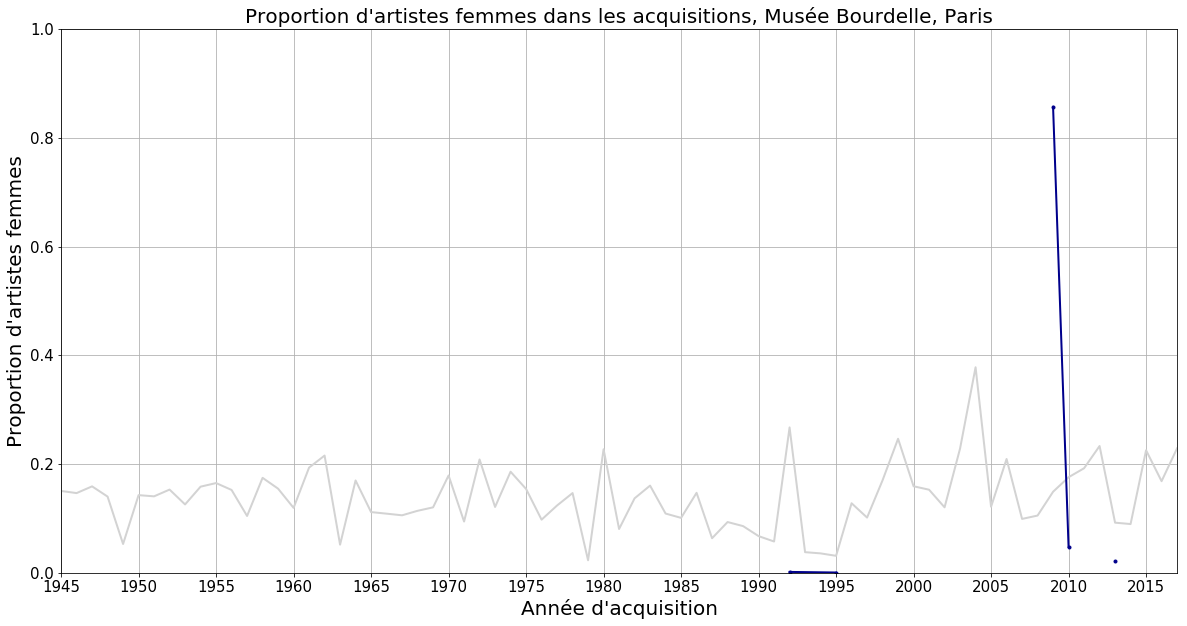 Proportion d'artistes femmes dans les acquisitions, Musée Bourdelle, Paris
Proportion d'artistes femmes
1.0
0.8
0.6
0.4
0.2
0.0
1945 1950 1955 1960 1965 1970 1975 1980 1985 1990 1995 2000 2005 2010 2015
Année d'acquisition